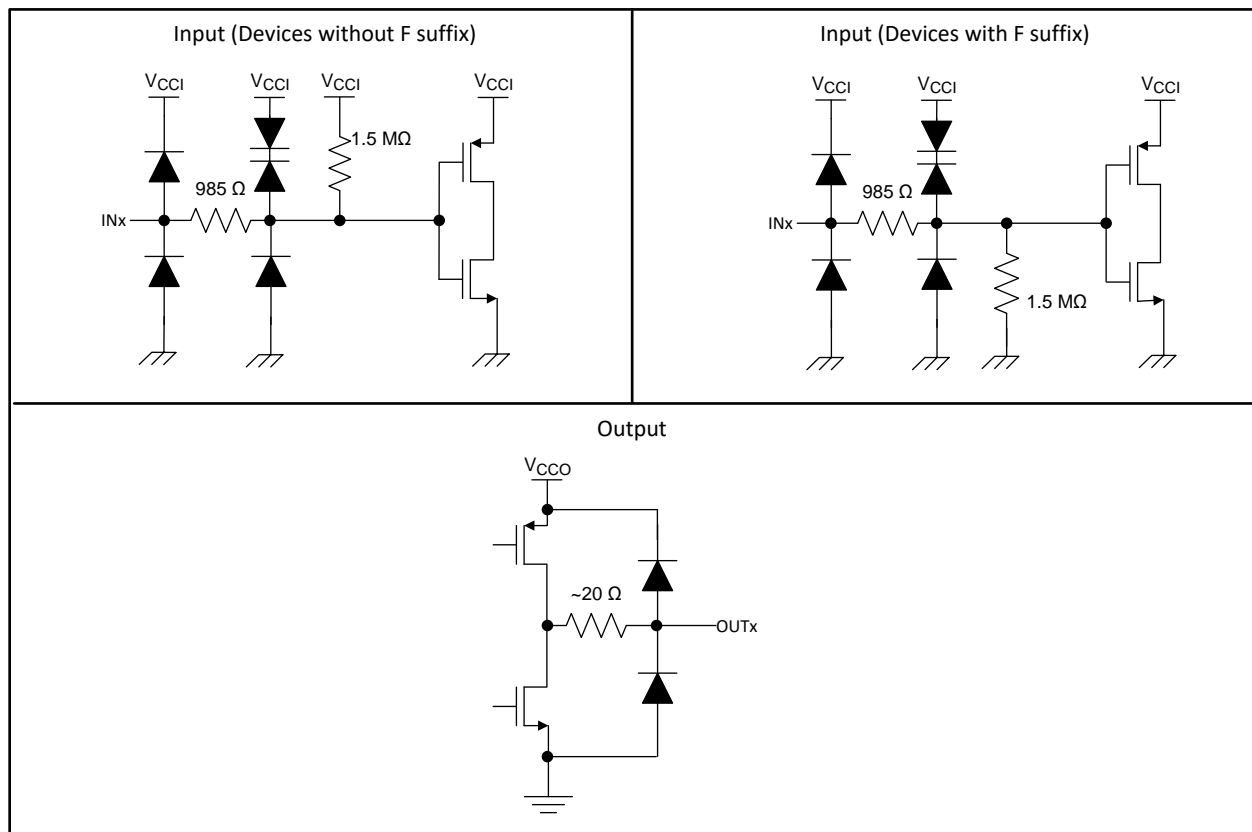 Input (Devices without F suffix)
VCCI
VCCI
VCCI
VCCI
1.5 MΩ
985 Ω
INx
Input (Devices with F suffix)
VCCI
VCCI
VCCI
985 Ω
INx
1.5 MΩ
Output
VCCO
~20 Ω
OUTx